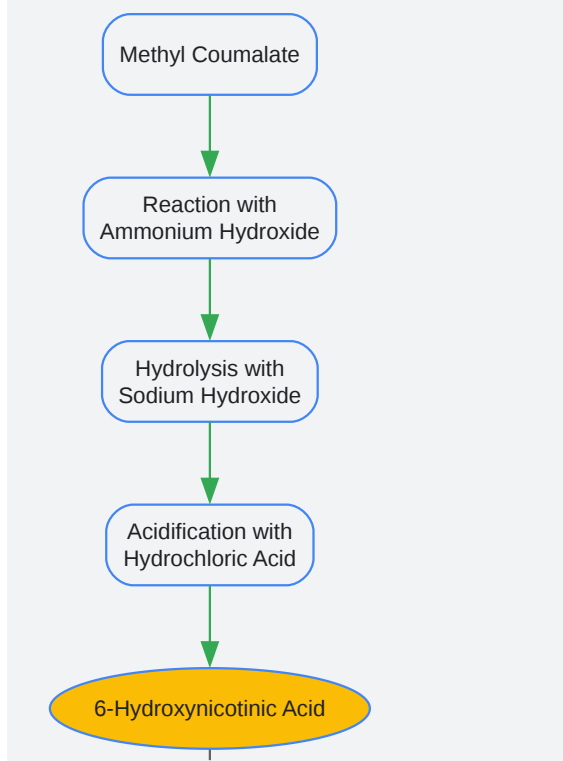 Methyl Coumalate
Reaction with
Ammonium Hydroxide
Hydrolysis with
Sodium Hydroxide
Acidification with
Hydrochloric Acid
6-Hydroxynicotinic Acid